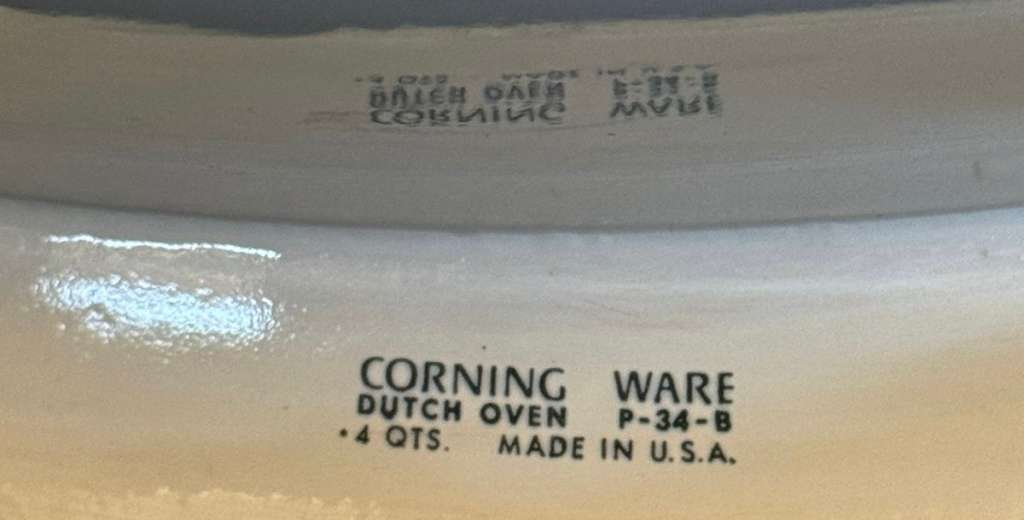 CORNING WARE
DUTCH OVEN P-34-B
•4 QTS. MADE IN U.S.A.